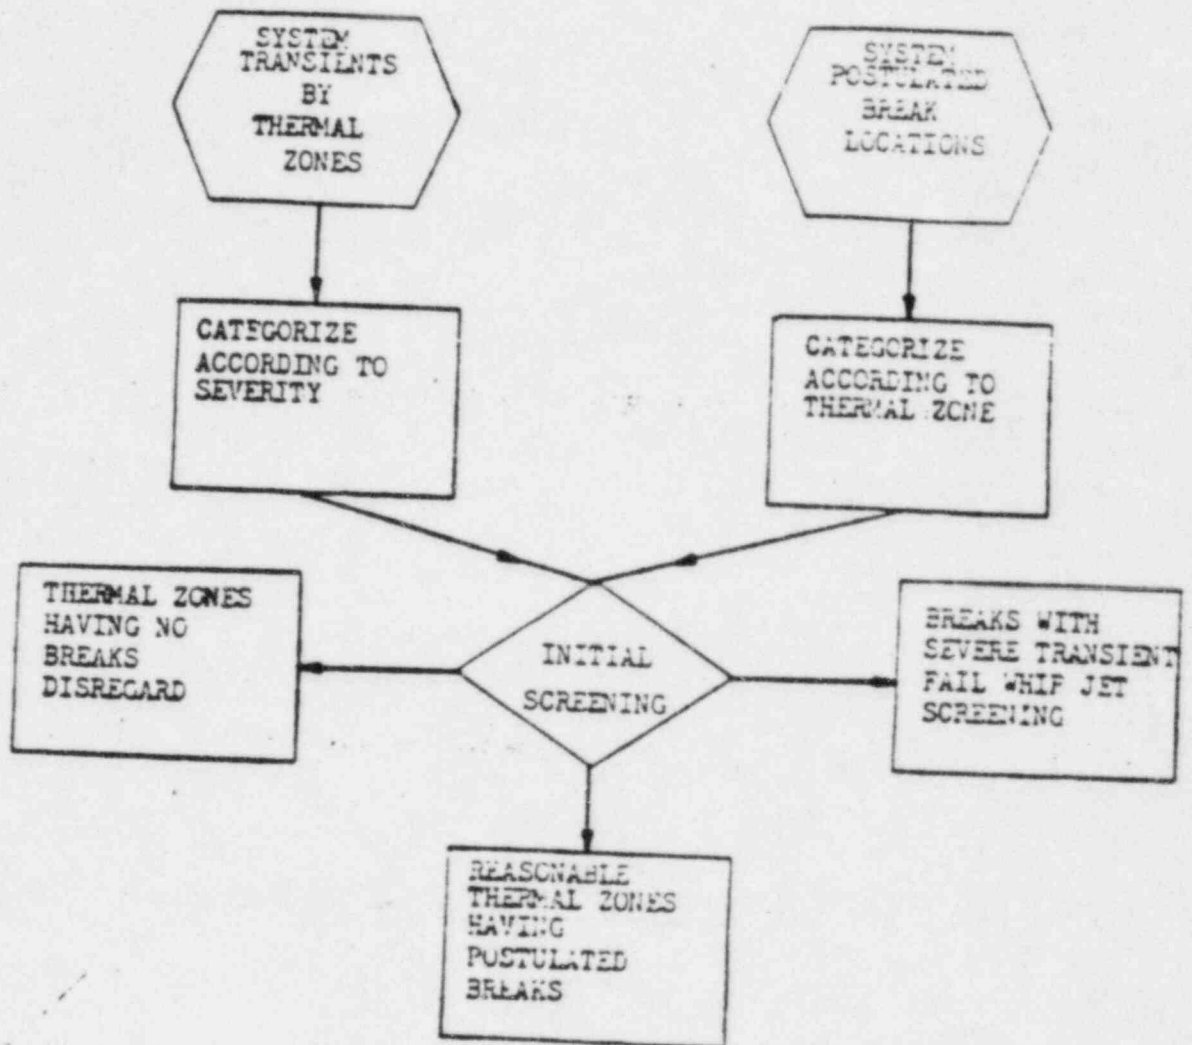 SYSTEM
TRANSIENTS
BY
THERMAL
ZONES
SYSTEM
POSTULATED
BREAK
LOCATIONS
CATEGORIZE
ACCORDING TO
SEVERITY
CATEGORIZE
ACCORDING TO
THERMAL ZONE
THERMAL ZONES
HAVING NO
BREAKS
DISREGARD
INITIAL
SCREENING
BREAKS WITH
SEVERE TRANSIENT
FAIL WHIP JET
SCREENING
REASONABLE
THERMAL ZONES
HAVING
POSTULATED
BREAKS